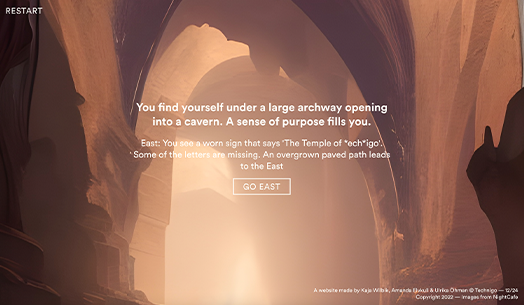 RESTART
You find yourself under a large archway opening
into a cavern. A sense of purpose fills you.
East: You see a worn sign that says 'The Temple of *ech*igo'.
' Some of the letters are missing. An overgrown paved path leads
to the East
GO EAST
A website made by Kaja Wiltrik, Amanda & Ulrika Öhman @ Technigo — 12/24
Copyright 2022 — Images from NightCafe